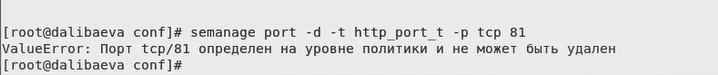 [root@dalibaeva conf]# semanage port -d -t http_port_t -p tcp 81
ValueError: Порт tcp/81 определен на уровне политики и не может быть удален
[root@dalibaeva conf]#